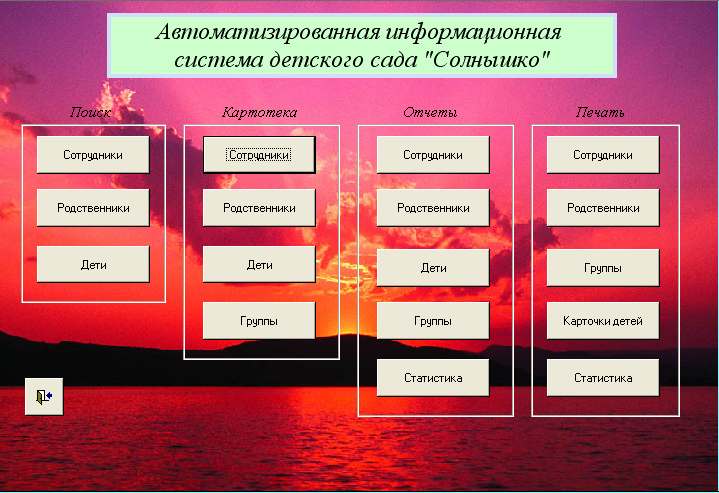 Автоматизированная информационная
система детского сада "Солнышко"
Поиск
Сотрудники
Родственники
Дети
Картотека
Сотрудники
Родственники
Дети
Группы
Отчеты
Сотрудники
Родственники
Дети
Группы
Статистика
Печать
Сотрудники
Родственники
Группы
Карточки детей
Статистика